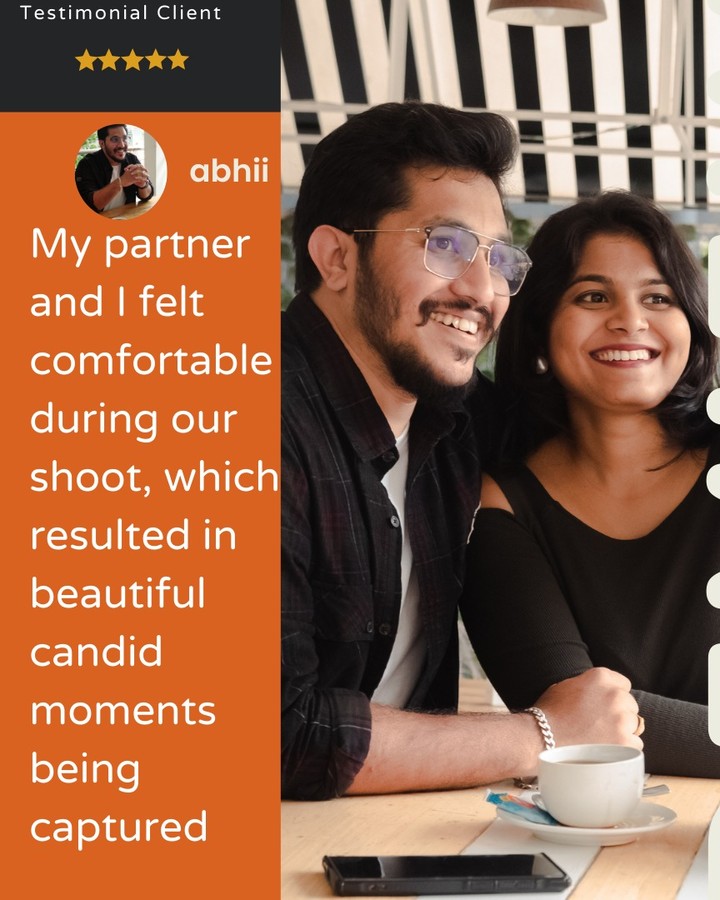 Testimonial Client
abhii
My partner
and I felt
comfortable
during our
shoot, which
resulted in
beautiful
candid
moments
being
captured